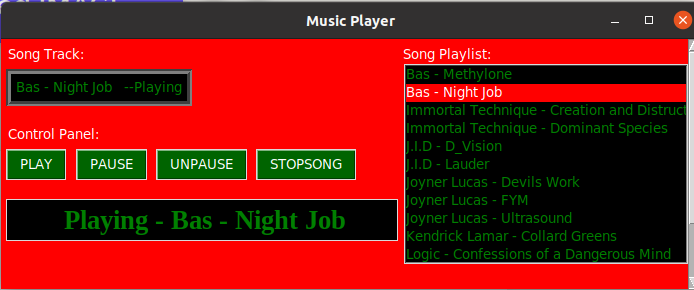 Music Player
Song Track:
Bas - Night Job --Playing
Control Panel:
PLAY PAUSE UNPAUSE STOPSONG
Playing - Bas - Night Job
Song Playlist:
Bas - Methylone
Bas - Night Job
Immortal Technique - Creation and Distruct
Immortal Technique - Dominant Species
J.I.D - D_Vision
J.I.D - Lauder
Joyner Lucas - Devils Work
Joyner Lucas - FYM
Joyner Lucas - Ultrasound
Kendrick Lamar - Collard Greens
Logic - Confessions of a Dangerous Mind